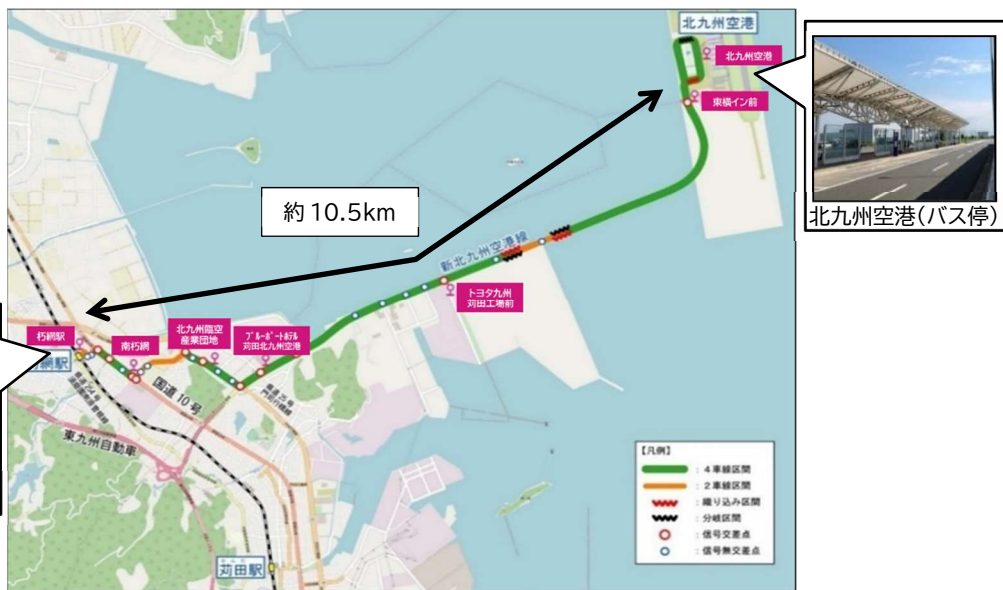 北九州空港
北九州空港
東横イン前
北九州空港(バス停)
約 10.5km
新北九州空港線
トヨタ九州
苅田工場前
朽網駅
南朽網
北九州臨空
産業団地
ブルーポートホテル
苅田北九州空港
網駅
国道10号
東九州自動車
苅田駅
【凡例】
: 4車線区間
: 2車線区間
: 織り込み区間
: 分岐区間
: 信号交差点
: 信号無交差点